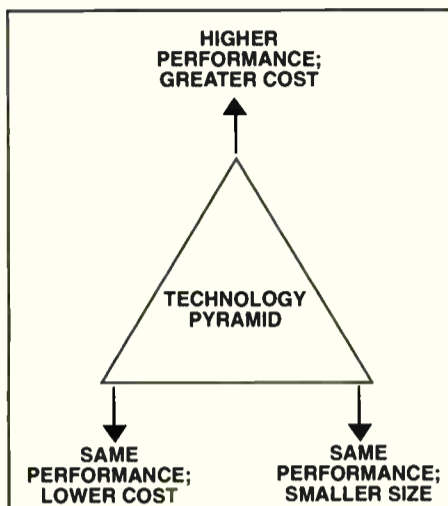 HIGHER
PERFORMANCE;
GREATER COST
TECHNOLOGY
PYRAMID
SAME
PERFORMANCE;
LOWER COST
SAME
PERFORMANCE;
SMALLER SIZE